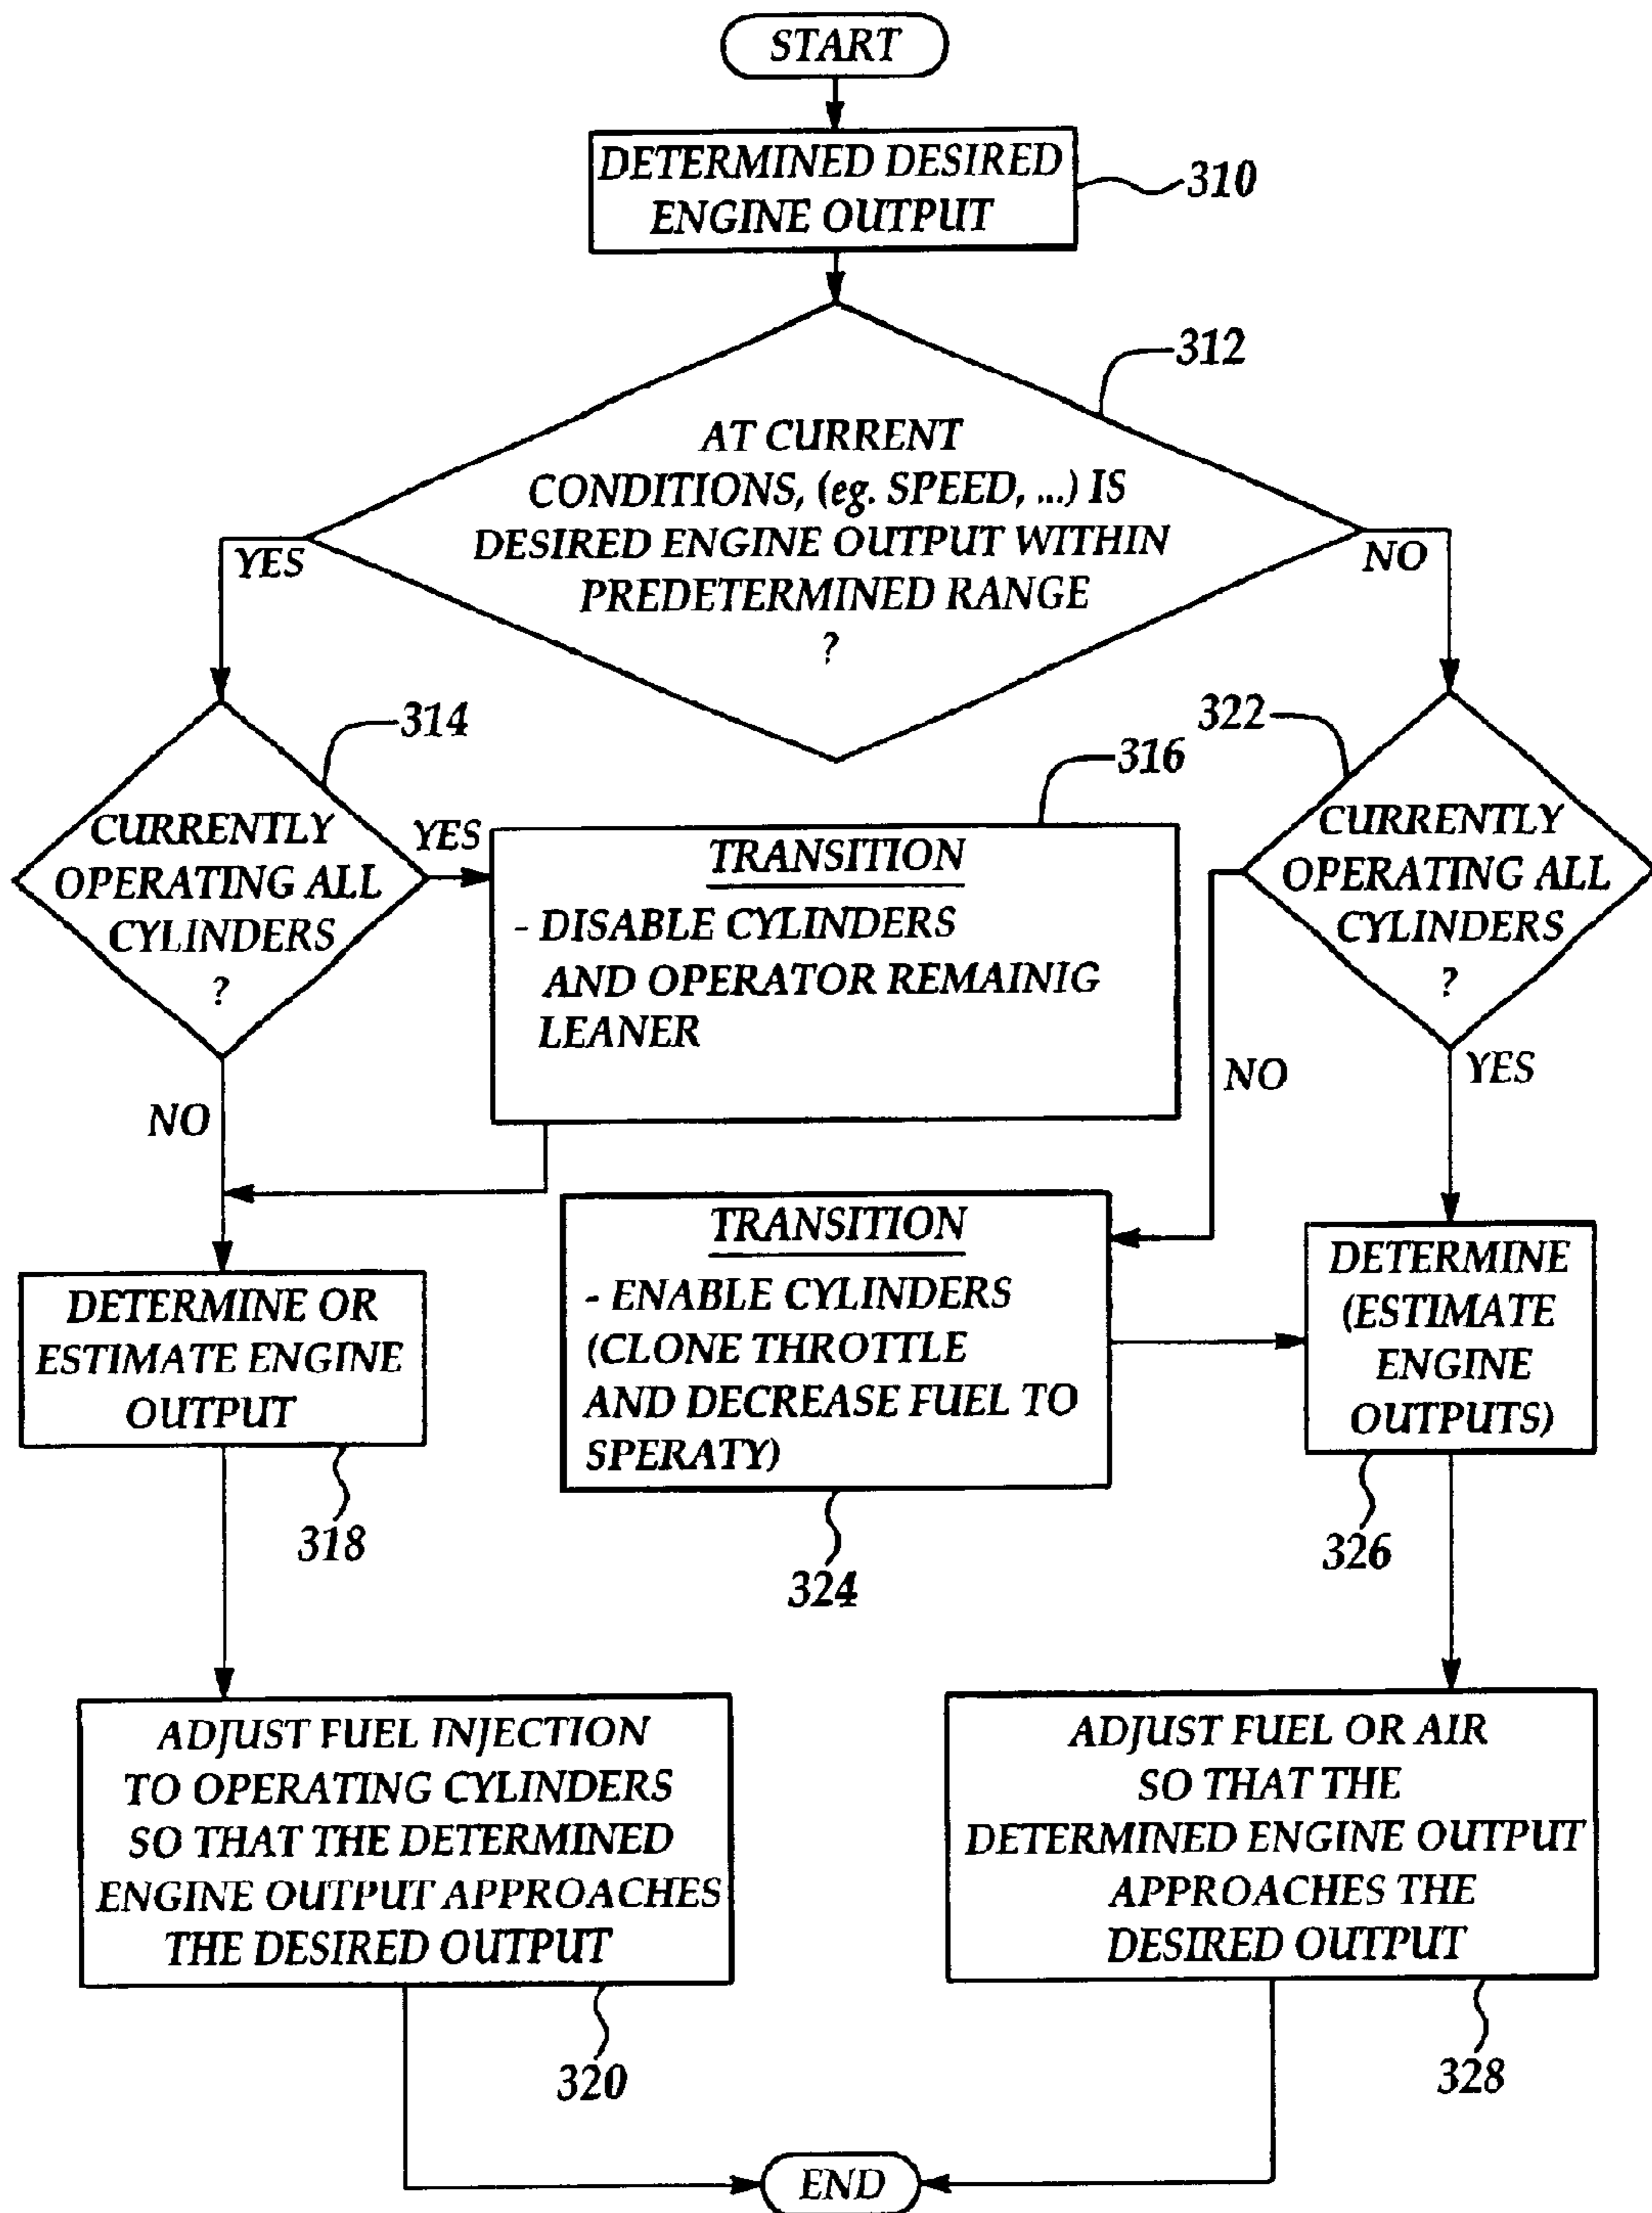 START
DETERMINED DESIRED
ENGINE OUTPUT
310
312
AT CURRENT
CONDITIONS, (eg. SPEED, ...) IS
DESIRED ENGINE OUTPUT WITHIN
PREDETERMINED RANGE
?
YES
NO
314
CURRENTLY
OPERATING ALL
CYLINDERS
?
YES
NO
316
TRANSITION
- DISABLE CYLINDERS
AND OPERATOR REMAINIG
LEANER
322
CURRENTLY
OPERATING ALL
CYLINDERS
?
NO
YES
TRANSITION
- ENABLE CYLINDERS
(CLONE THROTTLE
AND DECREASE FUEL TO
SPERATY)
324
DETERMINE OR
ESTIMATE ENGINE
OUTPUT
318
DETERMINE
(ESTIMATE
ENGINE
OUTPUTS)
326
ADJUST FUEL INJECTION
TO OPERATING CYLINDERS
SO THAT THE DETERMINED
ENGINE OUTPUT APPROACHES
THE DESIRED OUTPUT
320
ADJUST FUEL OR AIR
SO THAT THE
DETERMINED ENGINE OUTPUT
APPROACHES THE
DESIRED OUTPUT
328
END